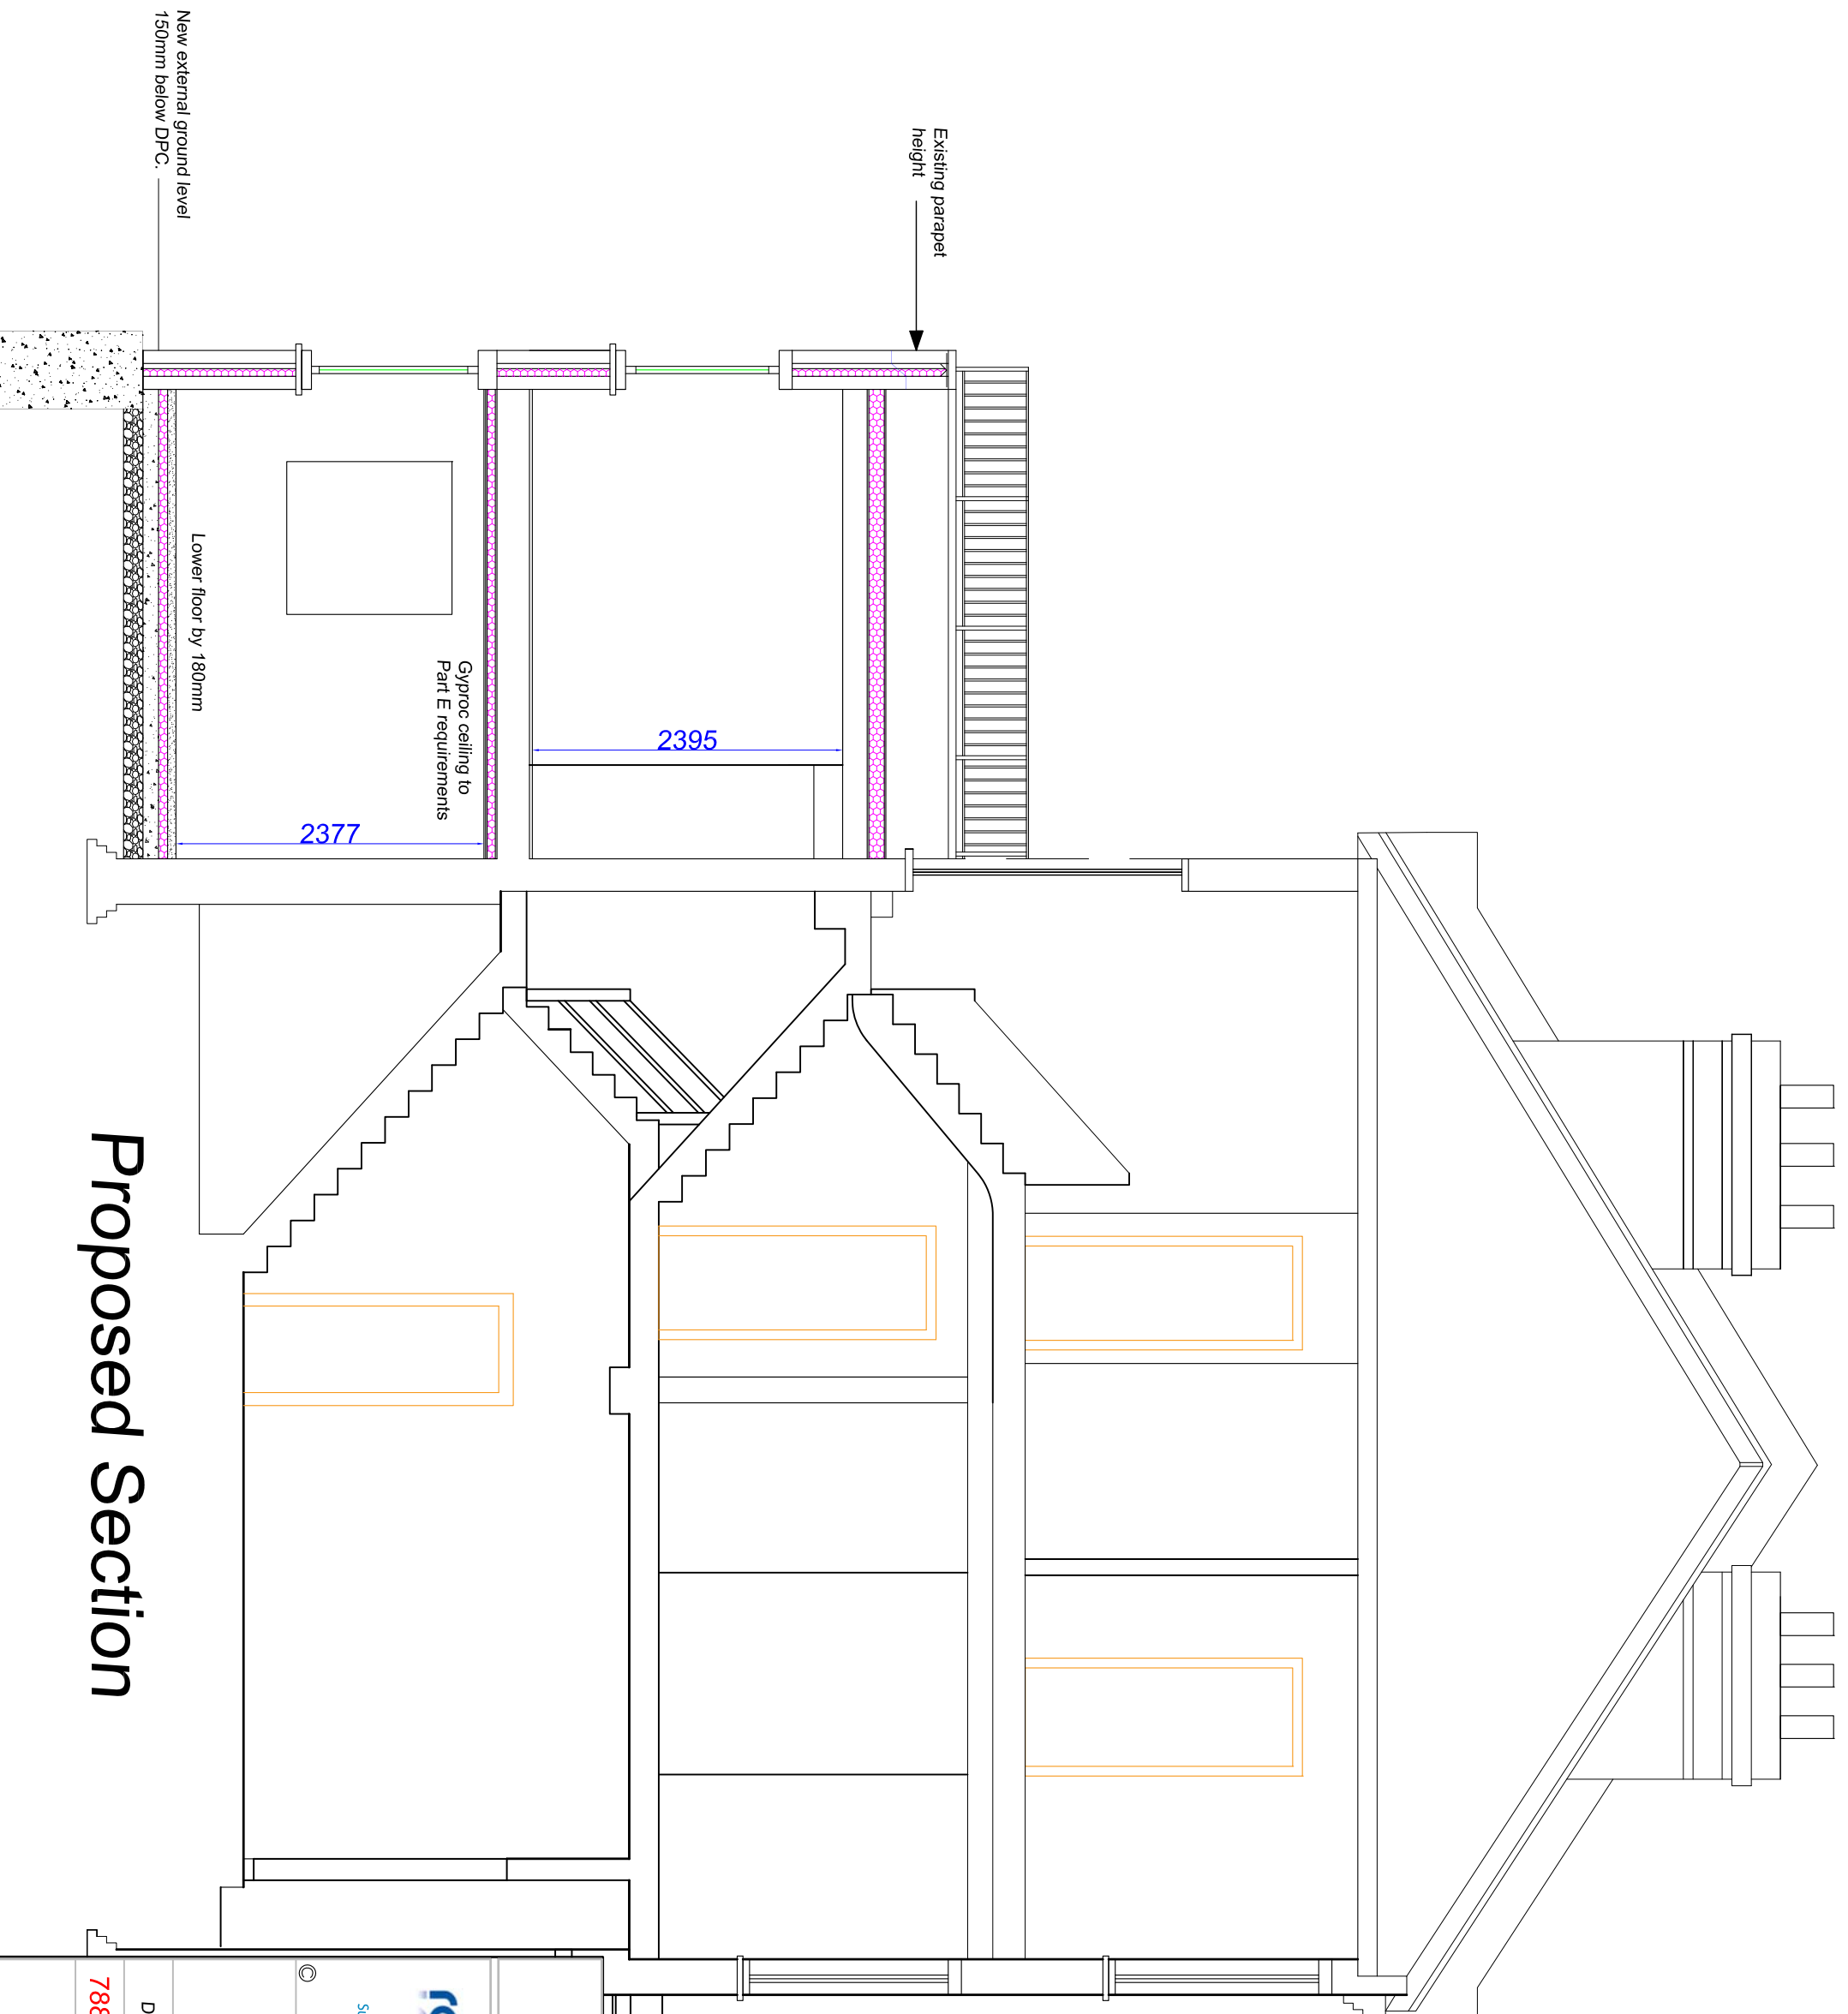 Existing parapet
height
New external ground level
150mm below DPC.
2395
Gyproc ceiling to
Part E requirements
2377
Lower floor by 180mm
Proposed Section
©
788
D